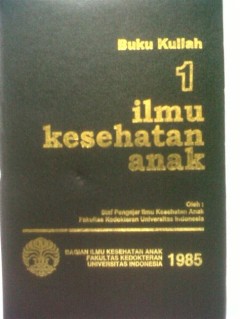 Buku Kuliah
1
ilmu
kesehatan
anak
Oleh :
Staf Pengajar Ilmu Kesehatan Anak
Fakultas Kedokteran Universitas Indonesia
BAGIAN ILMU KESEHATAN ANAK
FAKULTAS KEDOKTERAN
UNIVERSITAS INDONESIA
1985